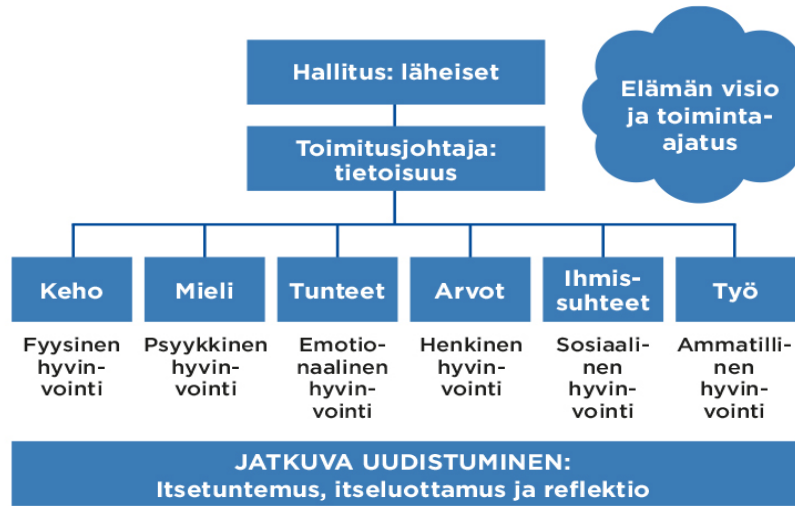 Hallitus: läheiset
Elämän visio
ja toiminta-
ajatus
Toimitusjohtaja:
tietoisuus
Keho
Mieli
Tunteet
Arvot
Ihmis-
suhteet
Työ
Fyysinen
hyvin-
vointi
Psyykkinen
hyvin-
vointi
Emotio-
naalinen
hyvin-
vointi
Henkinen
hyvin-
vointi
Sosiaali-
nen
hyvin-
vointi
Ammatilli-
nen
hyvin-
vointi
JATKUVA UUDISTUMINEN:
Itsetuntemus, itseluottamus ja reflektio